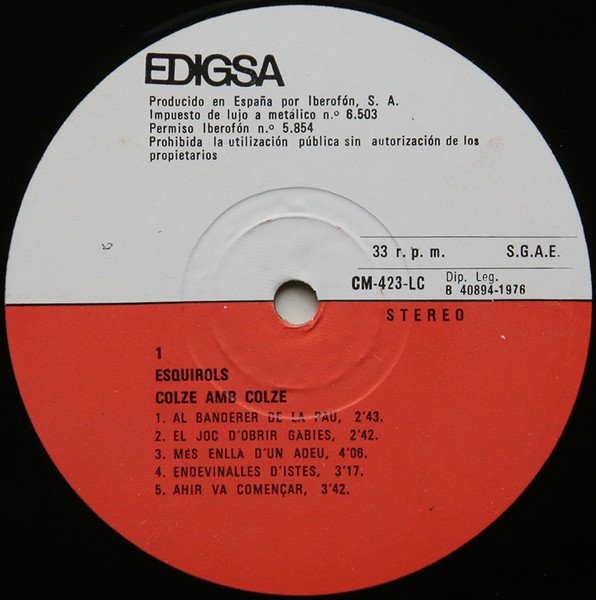 EDIGSA
Producido en España por Iberofón, S. A.
Impuesto de lujo a metálico n.º 6.503
Permiso Iberofón n.º 5.854
Prohibida la utilización pública sin autorización de los
propietarios
33 r. p. m. S.G.A.E.
CM-423-LC Dip. Leg.
B 40894-1976
STEREO
1
ESQUIROLS
COLZE AMB COLZE
1. AL BANDERER DE LA PAU, 2'43.
2. EL JOC D'OBRIR GABIES, 2'42.
3. MES ENLLA D'UN ADEU, 4'06.
4. ENDEVINALLES D'ISTES, 3'17.
5. AHIR VA COMENÇAR, 3'42.